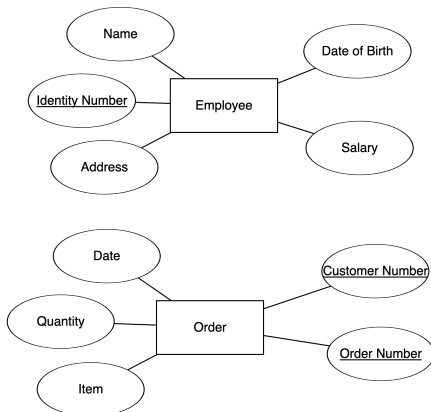 Name
Date of Birth
Identity Number
Employee
Address
Salary
Date
Customer Number
Quantity
Order
Order Number
Item